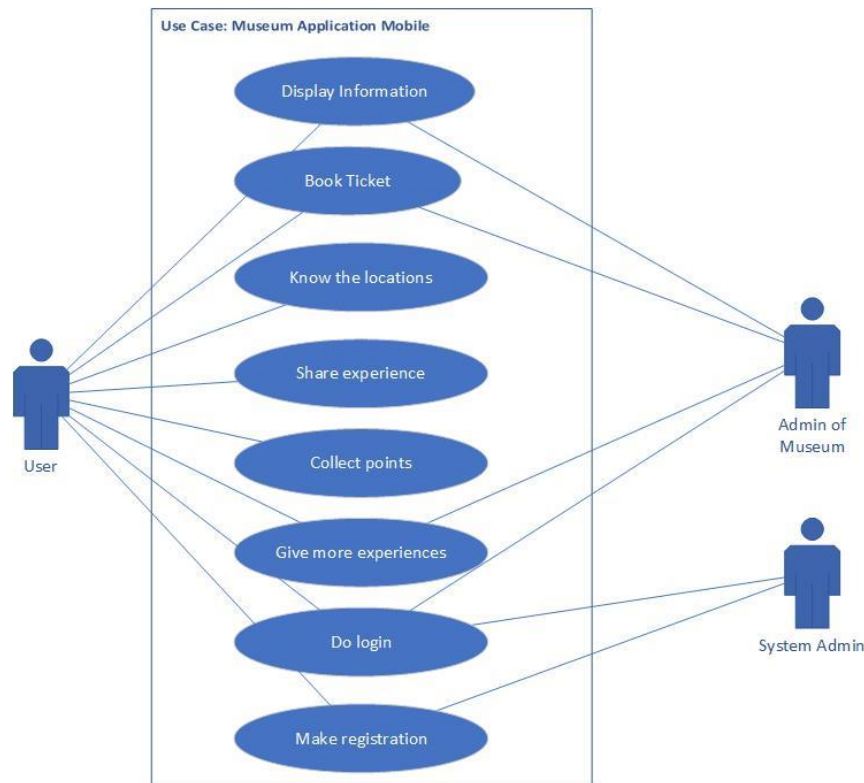 Use Case: Museum Application Mobile
Display Information
Book Ticket
Know the locations
Share experience
Collect points
Give more experiences
Do login
Make registration
User
Admin of
Museum
System Admin